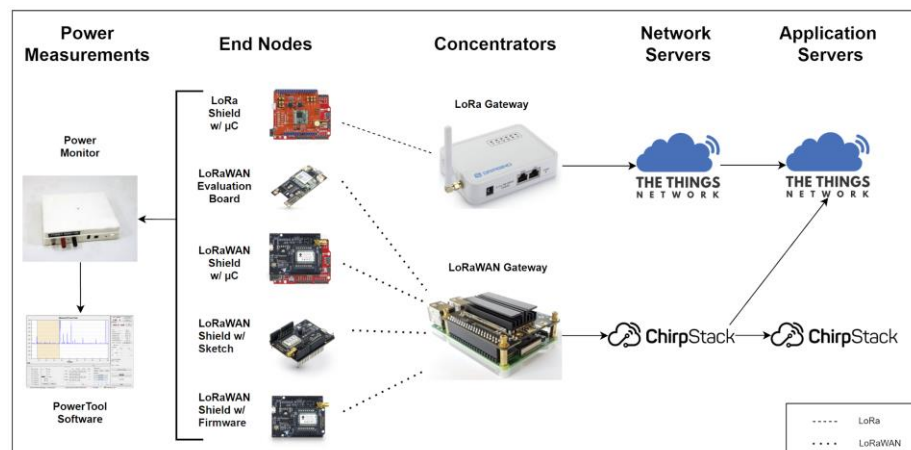 Power
Measurements
End Nodes
Concentrators
Network
Servers
Application
Servers
Power
Monitor
PowerTool
Software
LoRa
Shield
w/ µC
LoRaWAN
Evaluation
Board
LoRaWAN
Shield
w/ µC
LoRaWAN
Shield w/
Sketch
LoRaWAN
Shield w/
Firmware
LoRa Gateway
LoRaWAN Gateway
THE THINGS
NETWORK
THE THINGS
NETWORK
ChirpStack
ChirpStack
LoRa
LoRaWAN